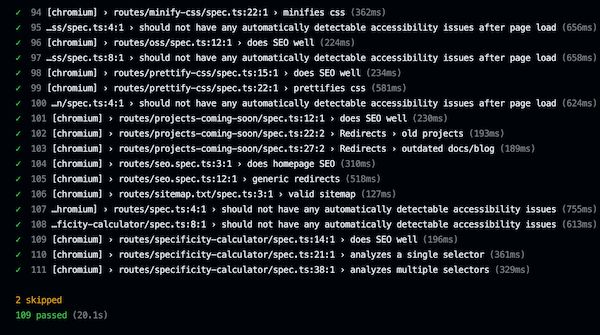 ✓ 94 [chromium] › routes/minify-css/spec.ts:22:1 › minifies css (362ms)
✓ 95 …ss/spec.ts:4:1 › should not have any automatically detectable accessibility issues after page load (656ms)
✓ 96 [chromium] › routes/os/spec.ts:12:1 › does SEO well (224ms)
✓ 97 …ss/spec.ts:8:1 › should not have any automatically detectable accessibility issues after page load (658ms)
✓ 98 [chromium] › routes/prettify-css/spec.ts:15:1 › does SEO well (234ms)
✓ 99 [chromium] › routes/prettify-css/spec.ts:22:1 › prettifies css (581ms)
✓ 100 …n/spec.ts:4:1 › should not have any automatically detectable accessibility issues after page load (624ms)
✓ 101 [chromium] › routes/projects-coming-soon/spec.ts:12:1 › does SEO well (230ms)
✓ 102 [chromium] › routes/projects-coming-soon/spec.ts:22:2 › Redirects › old projects (193ms)
✓ 103 [chromium] › routes/projects-coming-soon/spec.ts:27:2 › Redirects › outdated docs/blog (189ms)
✓ 104 [chromium] › routes/seo.spec.ts:3:1 › does homepage SEO (310ms)
✓ 105 [chromium] › routes/seo.spec.ts:12:1 › generic redirects (518ms)
✓ 106 [chromium] › routes/sitemap.txt/spec.ts:3:1 › valid sitemap (127ms)
✓ 107 …hromium] › routes/spec.ts:4:1 › should not have any automatically detectable accessibility issues (755ms)
✓ 108 …ficity-calculator/spec.ts:8:1 › should not have any automatically detectable accessibility issues (613ms)
✓ 109 [chromium] › routes/specificity-calculator/spec.ts:14:1 › does SEO well (196ms)
✓ 110 [chromium] › routes/specificity-calculator/spec.ts:21:1 › analyzes a single selector (361ms)
✓ 111 [chromium] › routes/specificity-calculator/spec.ts:38:1 › analyzes multiple selectors (329ms)
2 skipped
109 passed (20.1s)